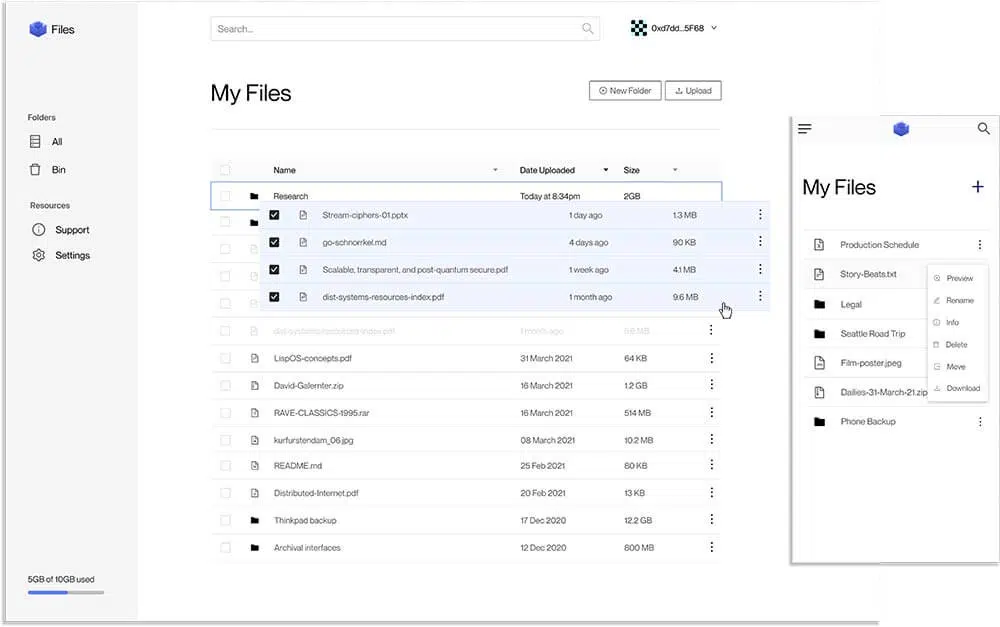 Files
Search...
0xd7dd...5F68
My Files
New Folder
Upload
Folders
All
Bin
Resources
Support
Settings
Name Date Uploaded Size
Research Today at 8:34pm 2GB
Stream-ciphers-01.pptx 1 day ago 1.3 MB
go-schnorrkel.md 4 days ago 90 KB
Scalable, transparent, and post-quantum secure.pdf 1 week ago 4.1 MB
dist-systems-resources-index.pdf 1 month ago 9.6 MB
dist-systems-resources-index.pdf 1 month ago 9.6 MB
LispOS-concepts.pdf 31 March 2021 64 KB
David-Galernter.zip 16 March 2021 1.2 GB
RAVE-CLASSICS-1995.rar 16 March 2021 514 MB
kurfurstendam_06.jpg 08 March 2021 10.2 MB
README.md 25 Feb 2021 80 KB
Distributed-Internet.pdf 20 Feb 2021 13 KB
Thinkpad backup 17 Dec 2020 12.2 GB
Archival interfaces 12 Dec 2020 800 MB
5GB of 10GB used
My Files
Production Schedule
Story-Beats.txt
Legal
Seattle Road Trip
Film-poster.jpeg
Dailies-31-March-21.zip
Phone Backup
Preview
Rename
Info
Delete
Move
Download